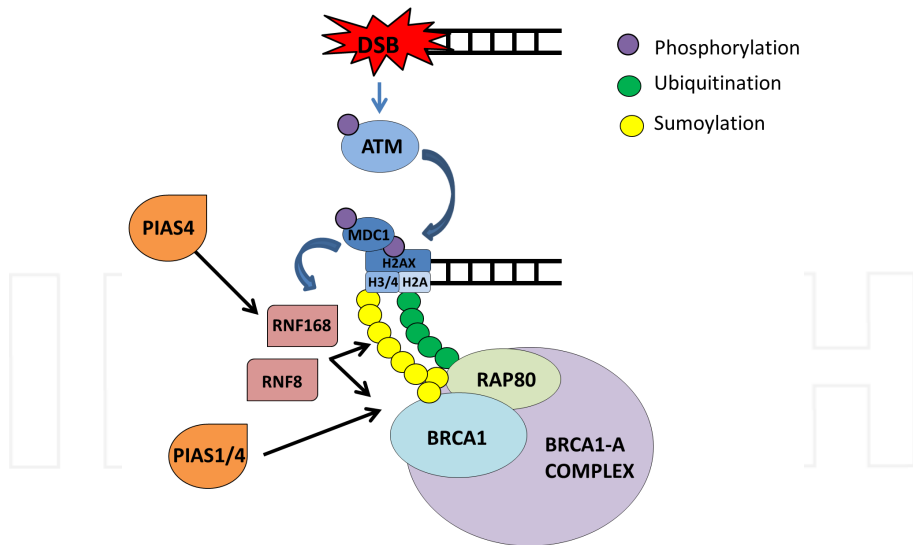 DSB
Phosphorylation
Ubiquitination
Sumoylation
ATM
PIAS4
MDC1
H2AX
H3/4
H2A
RNF168
RNF8
RAP80
BRCA1
BRCA1-A
COMPLEX
PIAS1/4